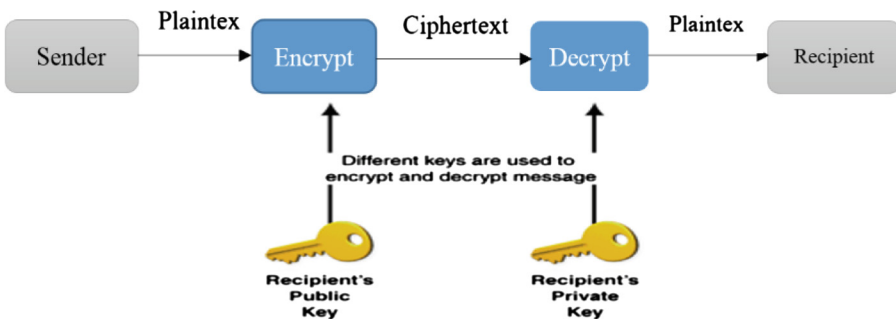 Plaintex
Ciphertext
Plaintex
Sender
Encrypt
Decrypt
Recipient
Different keys are used to
encrypt and decrypt message
Recipient's
Public
Key
Recipient's
Private
Key